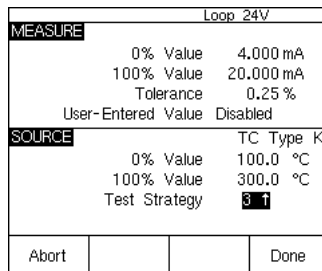 Loop 24V
MEASURE
0% Value 4.000 mA
100% Value 20.000 mA
Tolerance 0.25 %
User-Entered Value Disabled
SOURCE TC Type K
0% Value 100.0 °C
100% Value 300.0 °C
Test Strategy 3 ↑
Abort Done